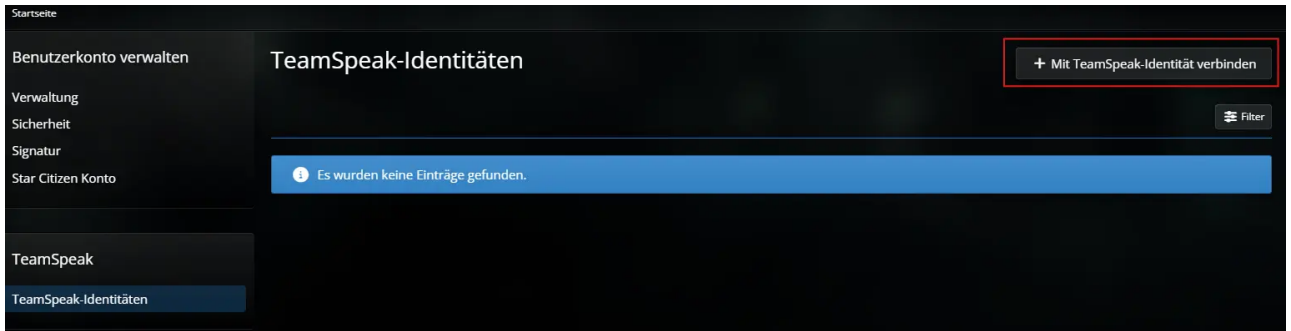 Startseite
Benutzerkonto verwalten
Verwaltung
Sicherheit
Signatur
Star Citizen Konto
TeamSpeak
TeamSpeak-Identitäten
TeamSpeak-Identitäten
+ Mit TeamSpeak-Identität verbinden
Filter
Es wurden keine Einträge gefunden.